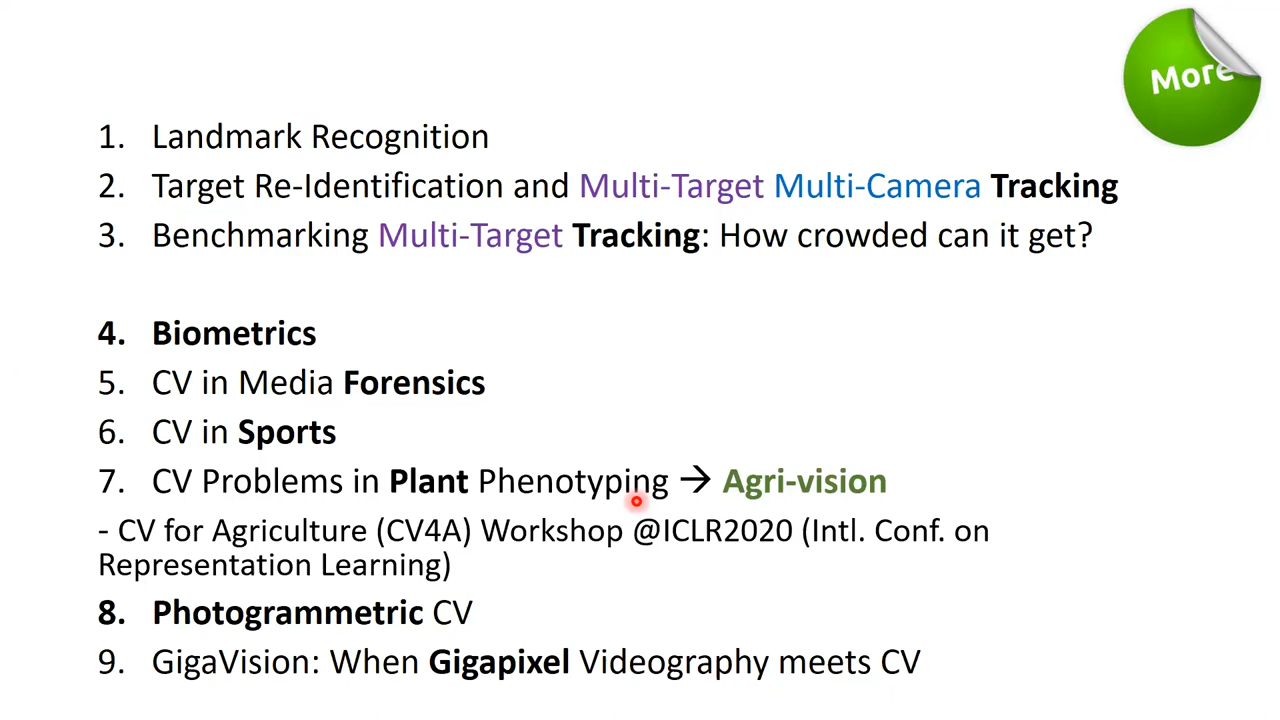 More
1. Landmark Recognition
2. Target Re-Identification and Multi-Target Multi-Camera Tracking
3. Benchmarking Multi-Target Tracking: How crowded can it get?
4. Biometrics
5. CV in Media Forensics
6. CV in Sports
7. CV Problems in Plant Phenotyping → Agri-vision
- CV for Agriculture (CV4A) Workshop @ICLR2020 (Intl. Conf. on
Representation Learning)
8. Photogrammetric CV
9. GigaVision: When Gigapixel Videography meets CV